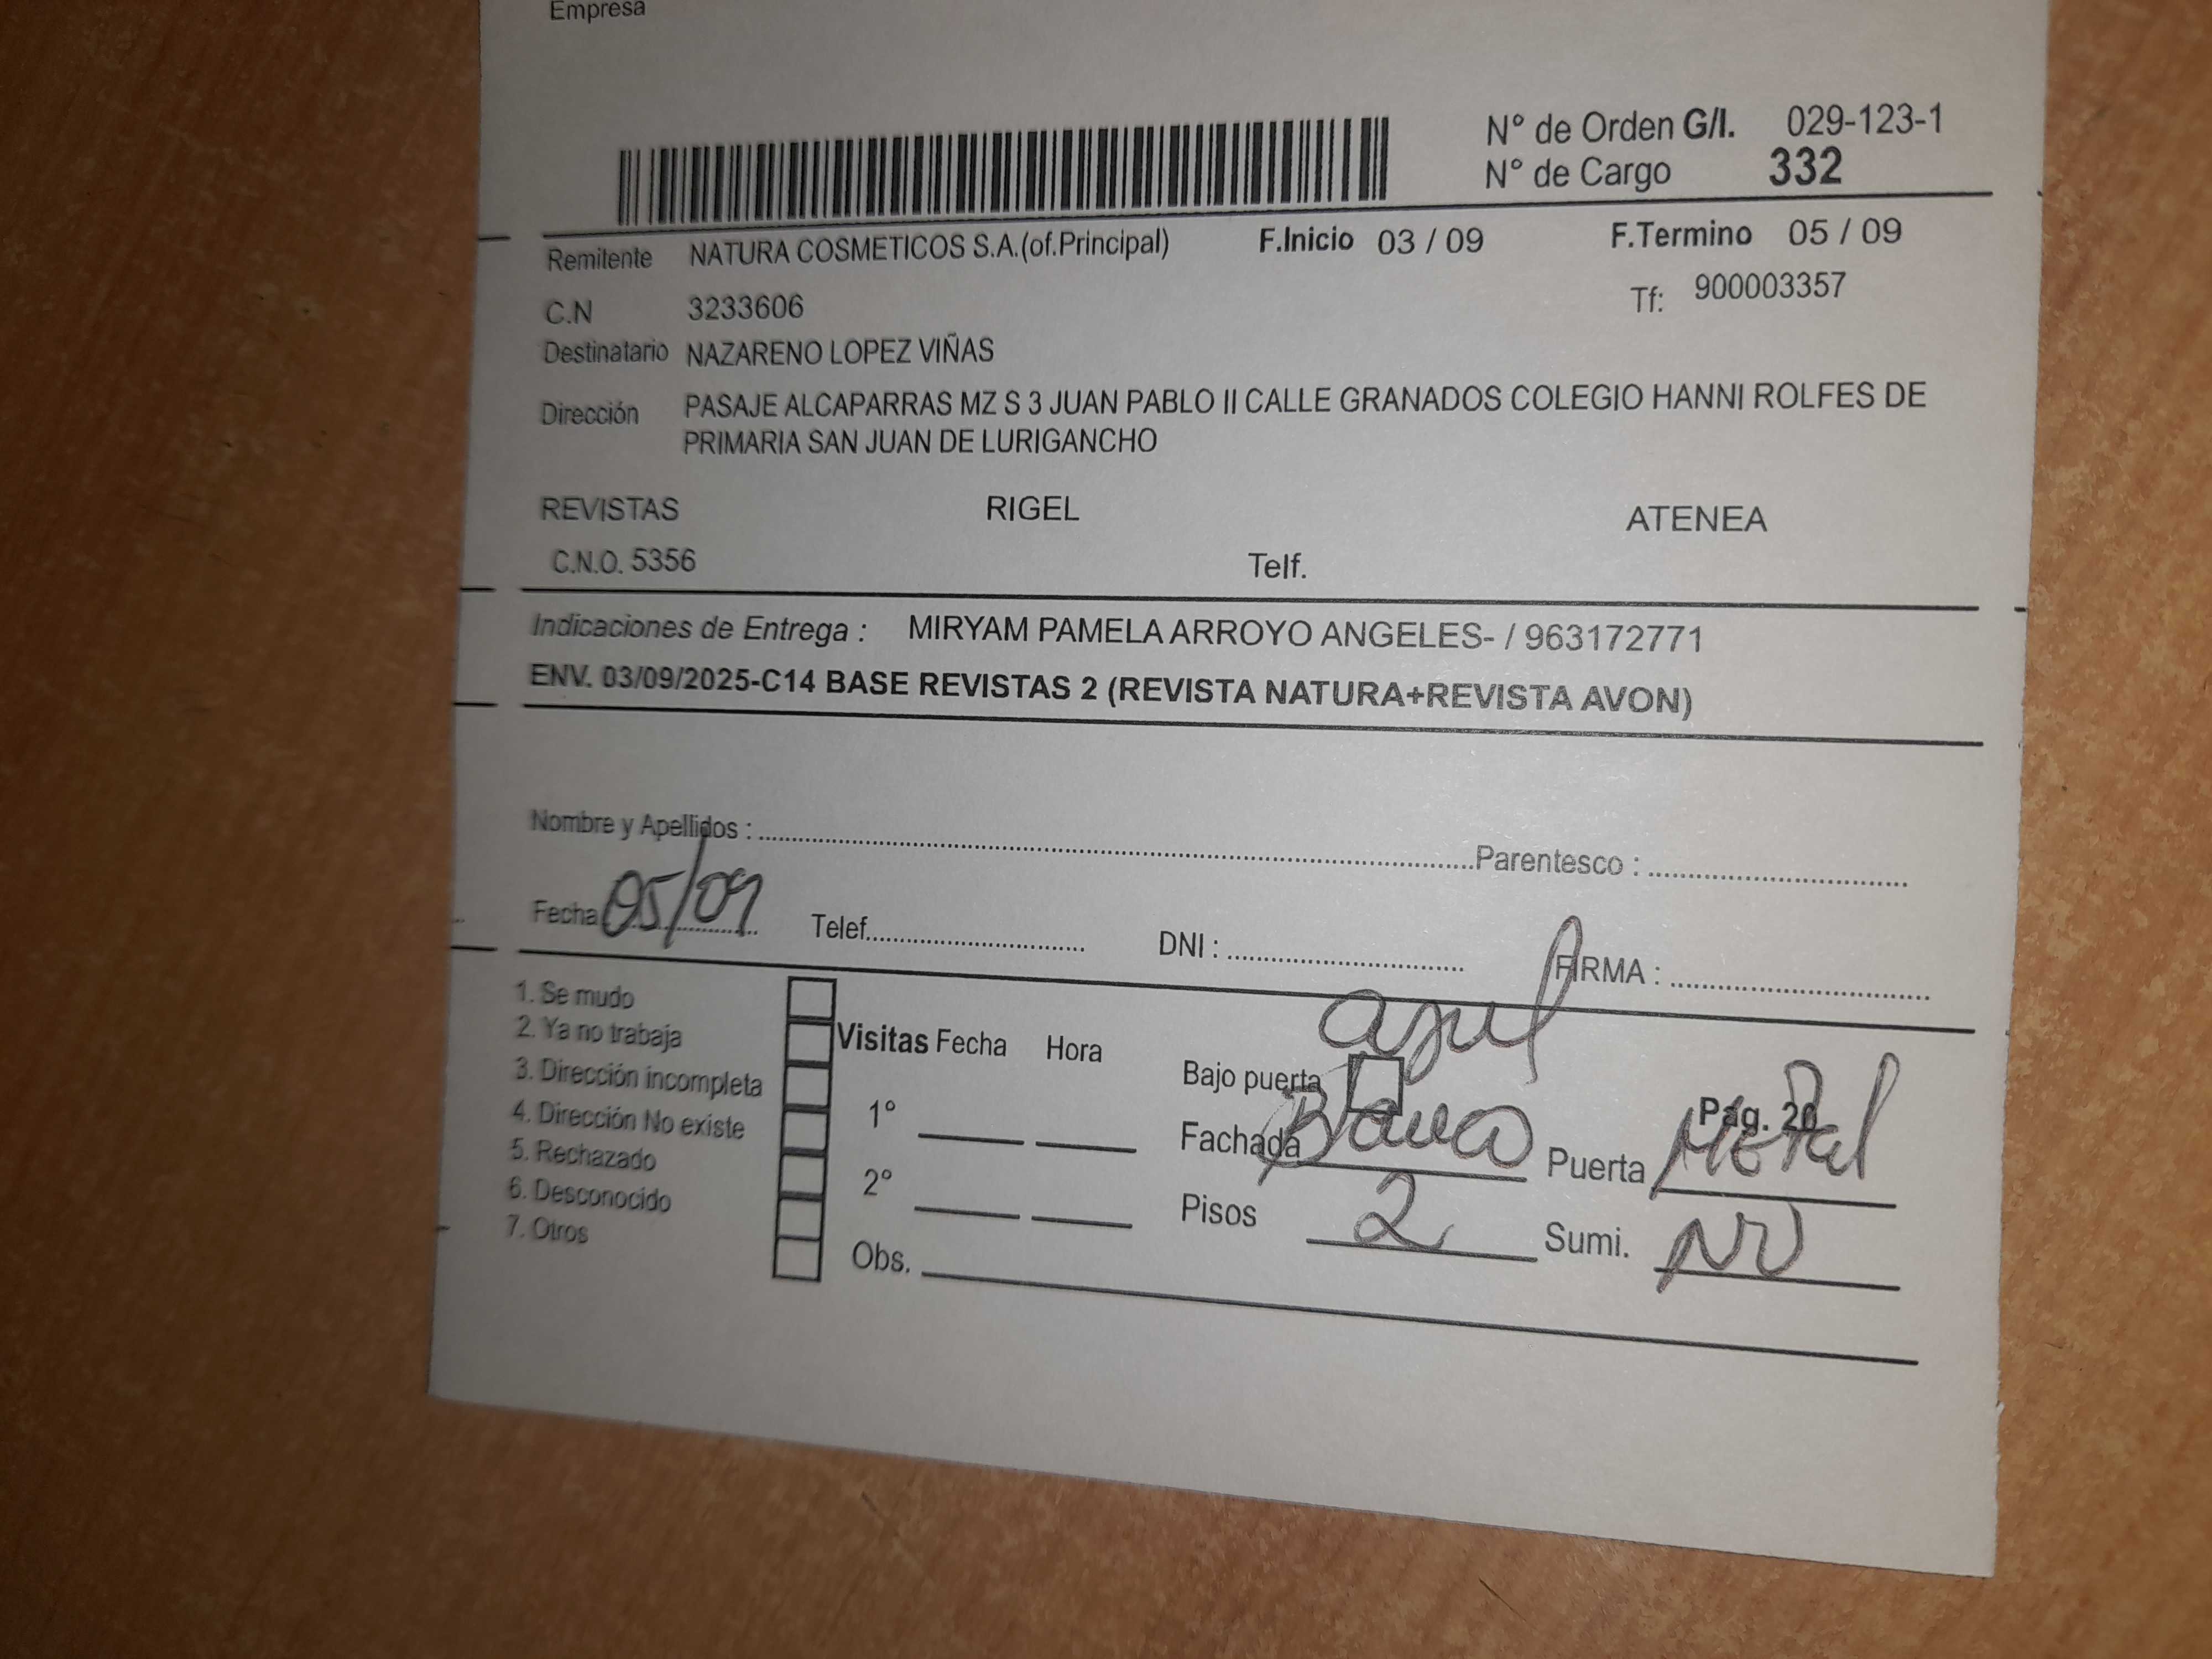 Empresa
N° de Orden G/I. 029-123-1
N° de Cargo 332
Remitente NATURA COSMETICOS S.A.(of.Principal) F.Inicio 03 / 09 F.Termino 05 / 09
C.N 3233606 Tf: 900003357
Destinatario NAZARENO LOPEZ VIÑAS
Dirección PASAJE ALCAPARRAS MZ S 3 JUAN PABLO II CALLE GRANADOS COLEGIO HANNI ROLFES DE
PRIMARIA SAN JUAN DE LURIGANCHO
REVISTAS RIGEL ATENEA
C.N.O. 5356 Telf.
Indicaciones de Entrega : MIRYAM PAMELA ARROYO ANGELES- / 963172771
ENV. 03/09/2025-C14 BASE REVISTAS 2 (REVISTA NATURA+REVISTA AVON)
Nombre y Apellidos : Parentesco :
Fecha 05/09 Telef. DNI : FIRMA :
1. Se mudo
2. Ya no trabaja
3. Dirección incompleta
4. Dirección No existe
5. Rechazado
6. Desconocido
7. Otros
Visitas Fecha Hora
1°
2°
Obs.
azul
Bajo puerta Pág. 20
Fachada Puerta Metal
Pisos 2 Sumi. NO